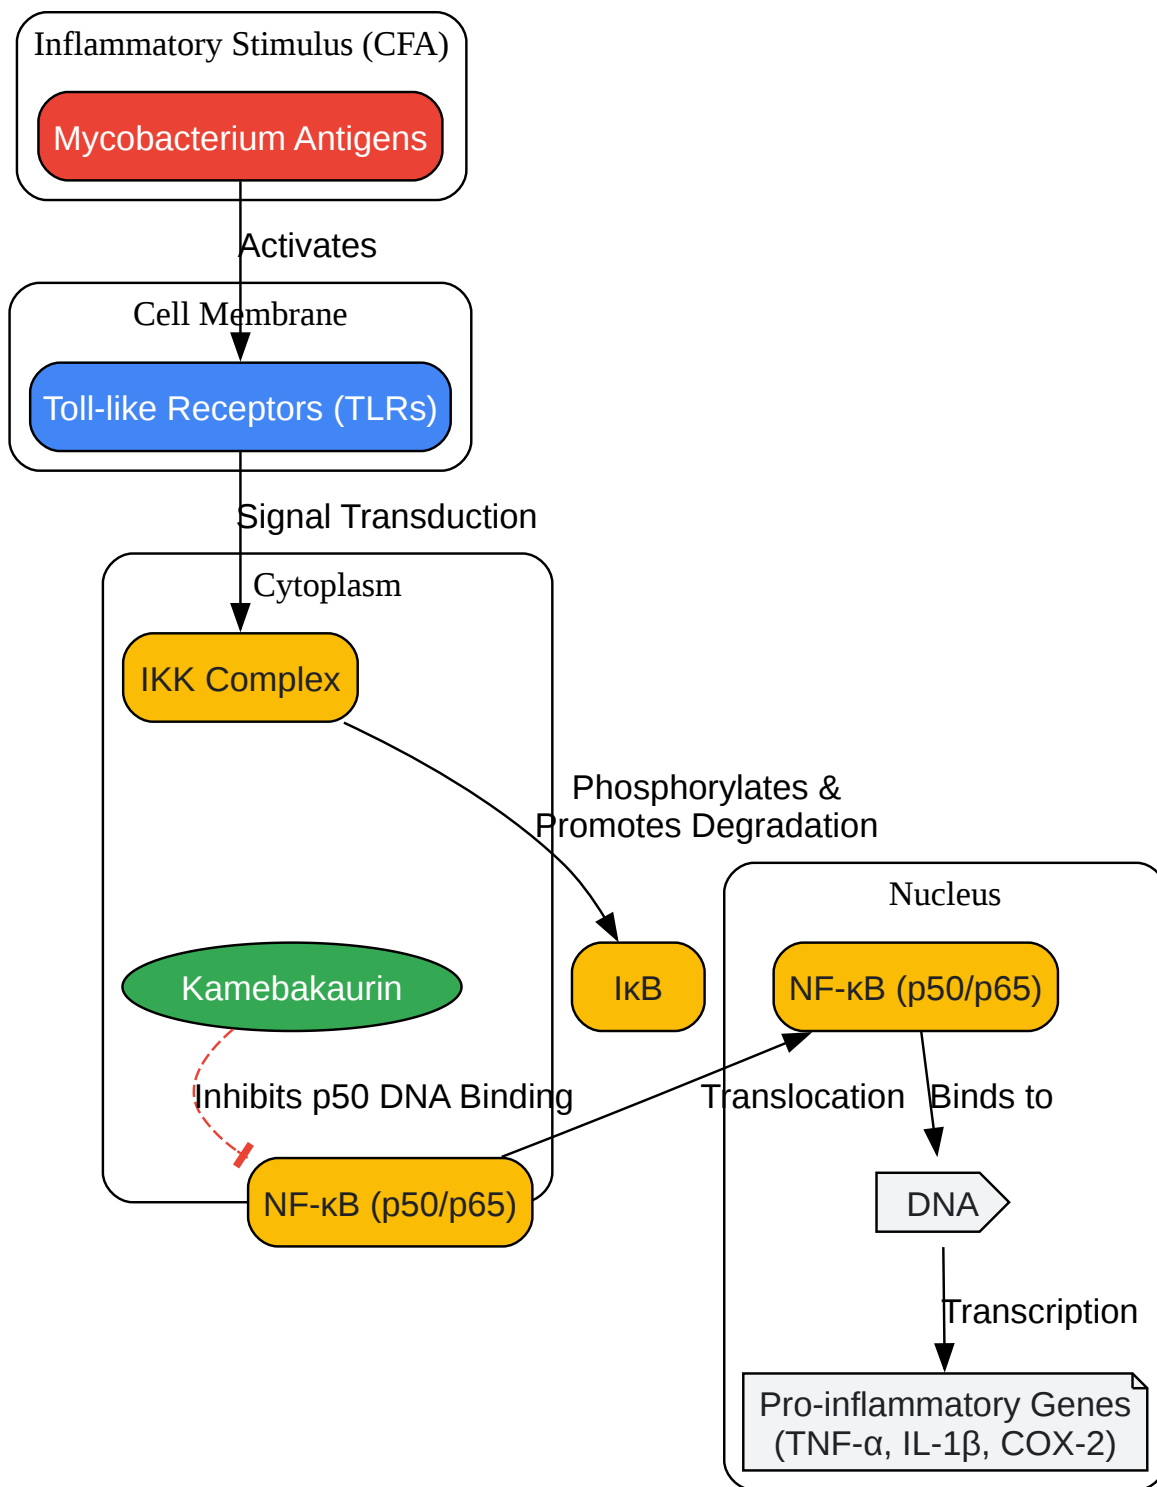 Inflammatory Stimulus (CFA)
Mycobacterium Antigens
Activates
Cell Membrane
Toll-like Receptors (TLRs)
Signal Transduction
Cytoplasm
IKK Complex
Phosphorylates &
Promotes Degradation
Nucleus
Kamebakaurin
IκB
NF-κB (p50/p65)
Inhibits p50 DNA Binding
Translocation
Binds to
NF-κB (p50/p65)
DNA
Transcription
Pro-inflammatory Genes
(TNF-α, IL-1β, COX-2)